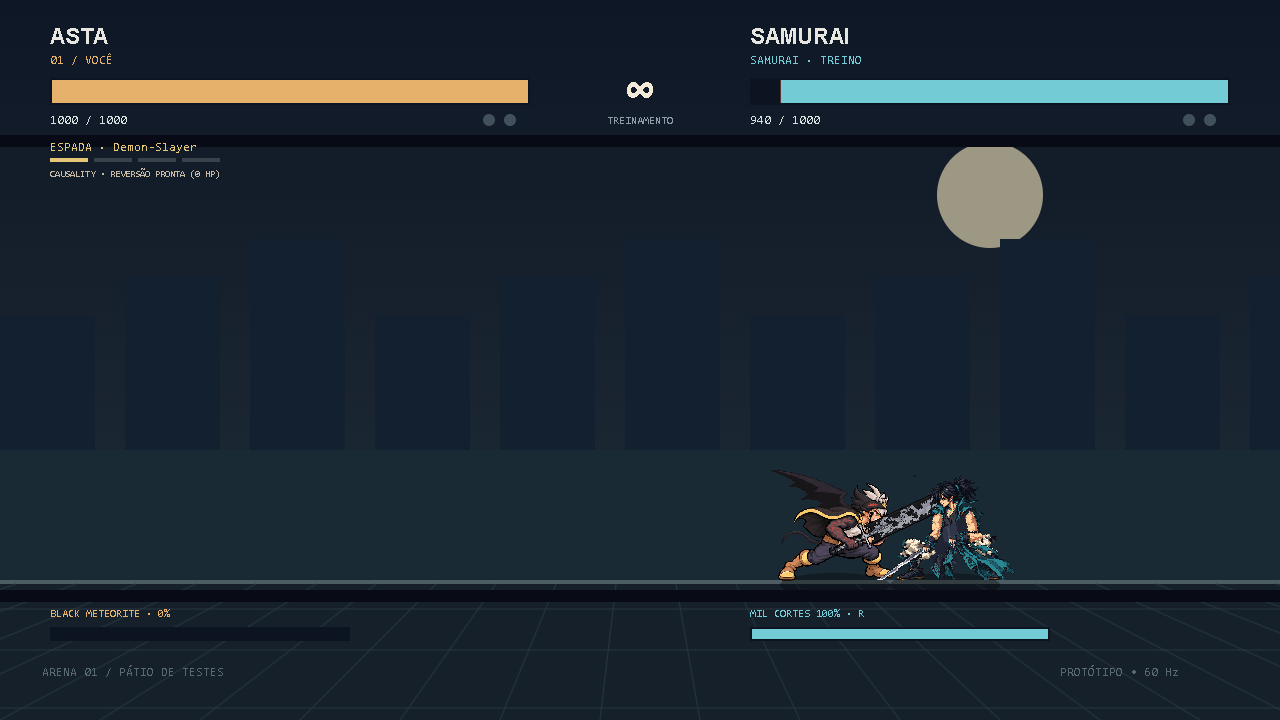 ASTA
01 / VOCÊ
1000 / 1000
ESPADA · Demon-Slayer
CAUSALITY · REVERSÃO PRONTA (0 HP)
∞
TREINAMENTO
SAMURAI
SAMURAI · TREINO
940 / 1000
BLACK METEORITE · 0%
MIL CORTES 100% · R
ARENA 01 / PÁTIO DE TESTES
PROTÓTIPO • 60 Hz